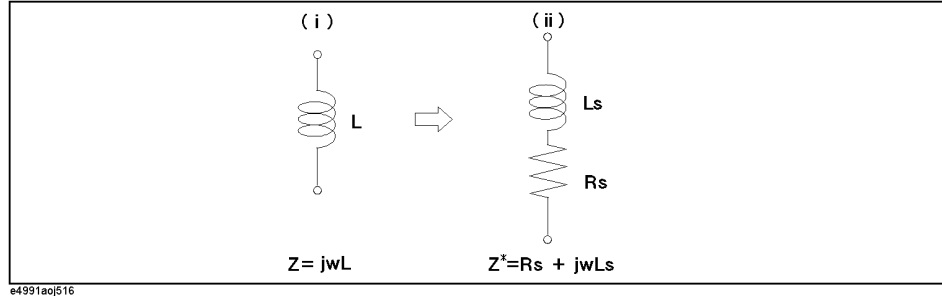 ( i )
(ii)
L
Ls
Rs
Z= jwL
Z*=Rs + jwLs
e4991aoj516